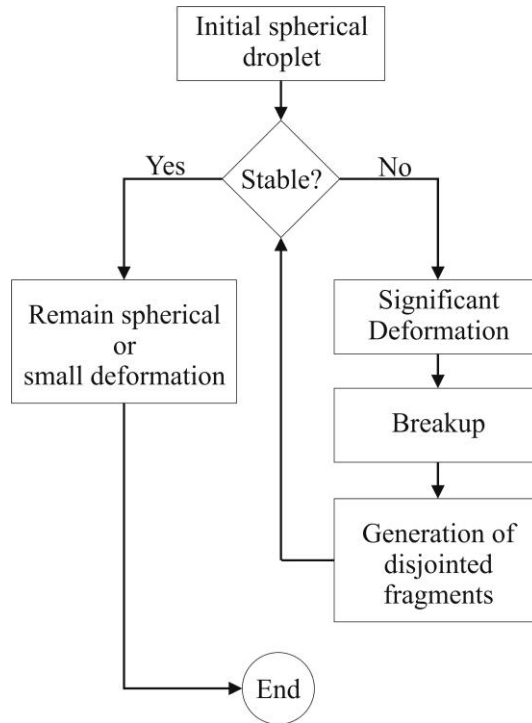 Initial spherical
droplet
Stable?
Yes
No
Remain spherical
or
small deformation
Significant
Deformation
Breakup
Generation of
disjointed
fragments
End